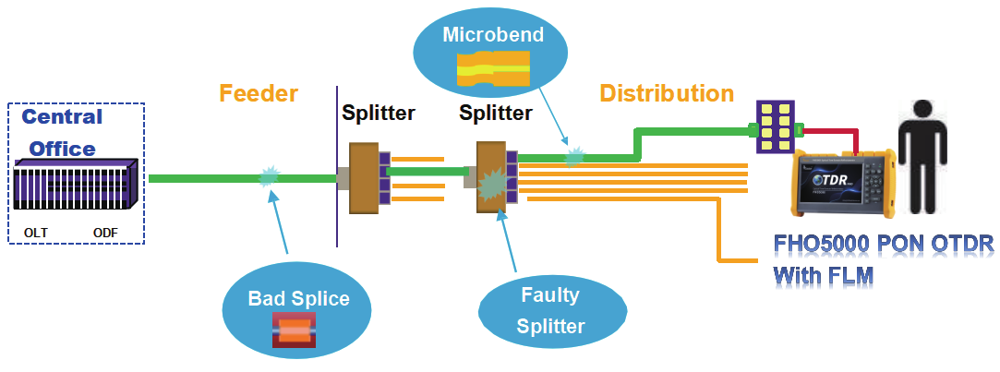 Microbend
Feeder
Distribution
Splitter
Splitter
Central
Office
OLT
ODF
OTDR
Bad Splice
Faulty
Splitter
FHO5000 PON OTDR
With FLM